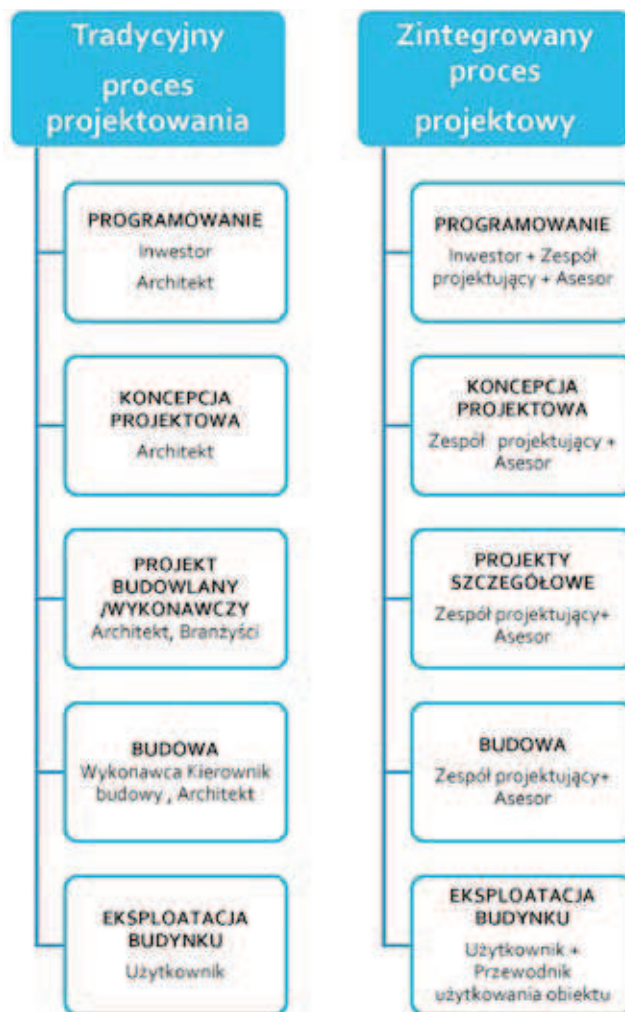 Tradycyjny
proces
projektowania
PROGRAMOWANIE
Inwestor
Architekt
KONCEPCJA
PROJEKTOWA
Architekt
PROJEKT
BUDOWLANY
/WYKONAWCZY
Architekt, Branżyści
BUDOWA
Wykonawca Kierownik
budowy , Architekt
EKSPLOATACJA
BUDYNKU
Użytkownik
Zintegrowany
proces
projektowy
PROGRAMOWANIE
Inwestor + Zespół
projektujący + Asesor
KONCEPCJA
PROJEKTOWA
Zespół projektujący +
Asesor
PROJEKTY
SZCZEGÓŁOWE
Zespół projektujący+
Asesor
BUDOWA
Zespół projektujący+
Asesor
EKSPLOATACJA
BUDYNKU
Użytkownik +
Przewodnik
użytkowania obiektu